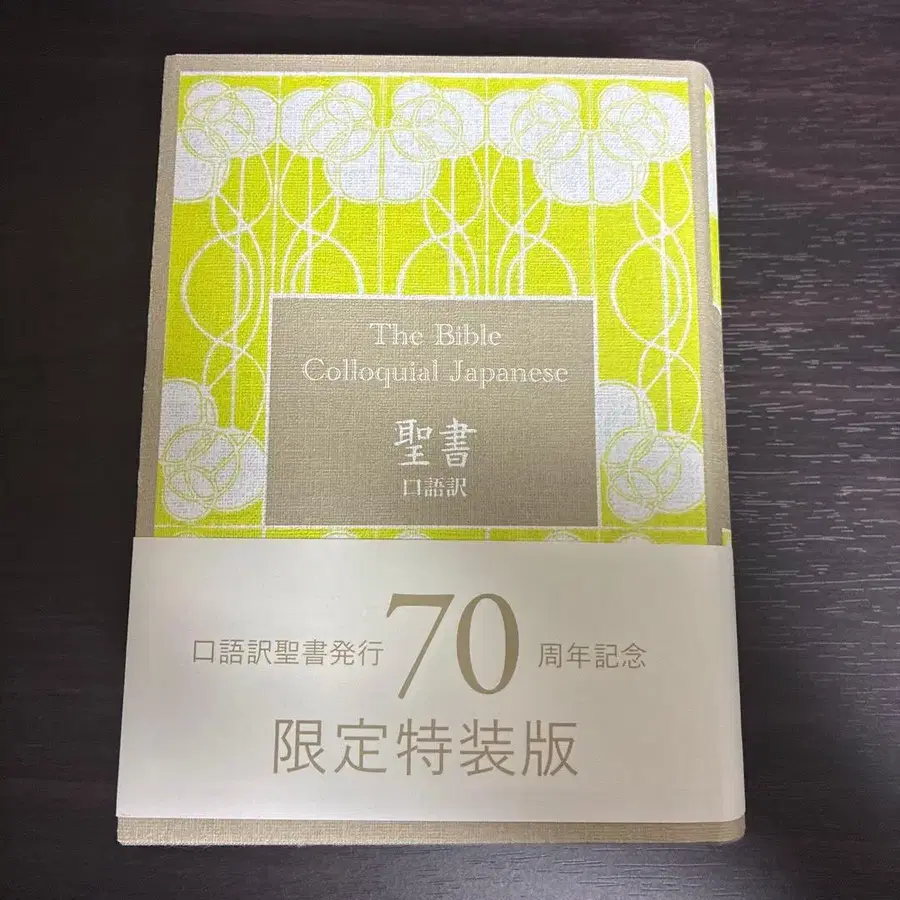 The Bible
Colloquial Japanese
聖書
口語訳
口語訳聖書発行70周年記念
限定特装版